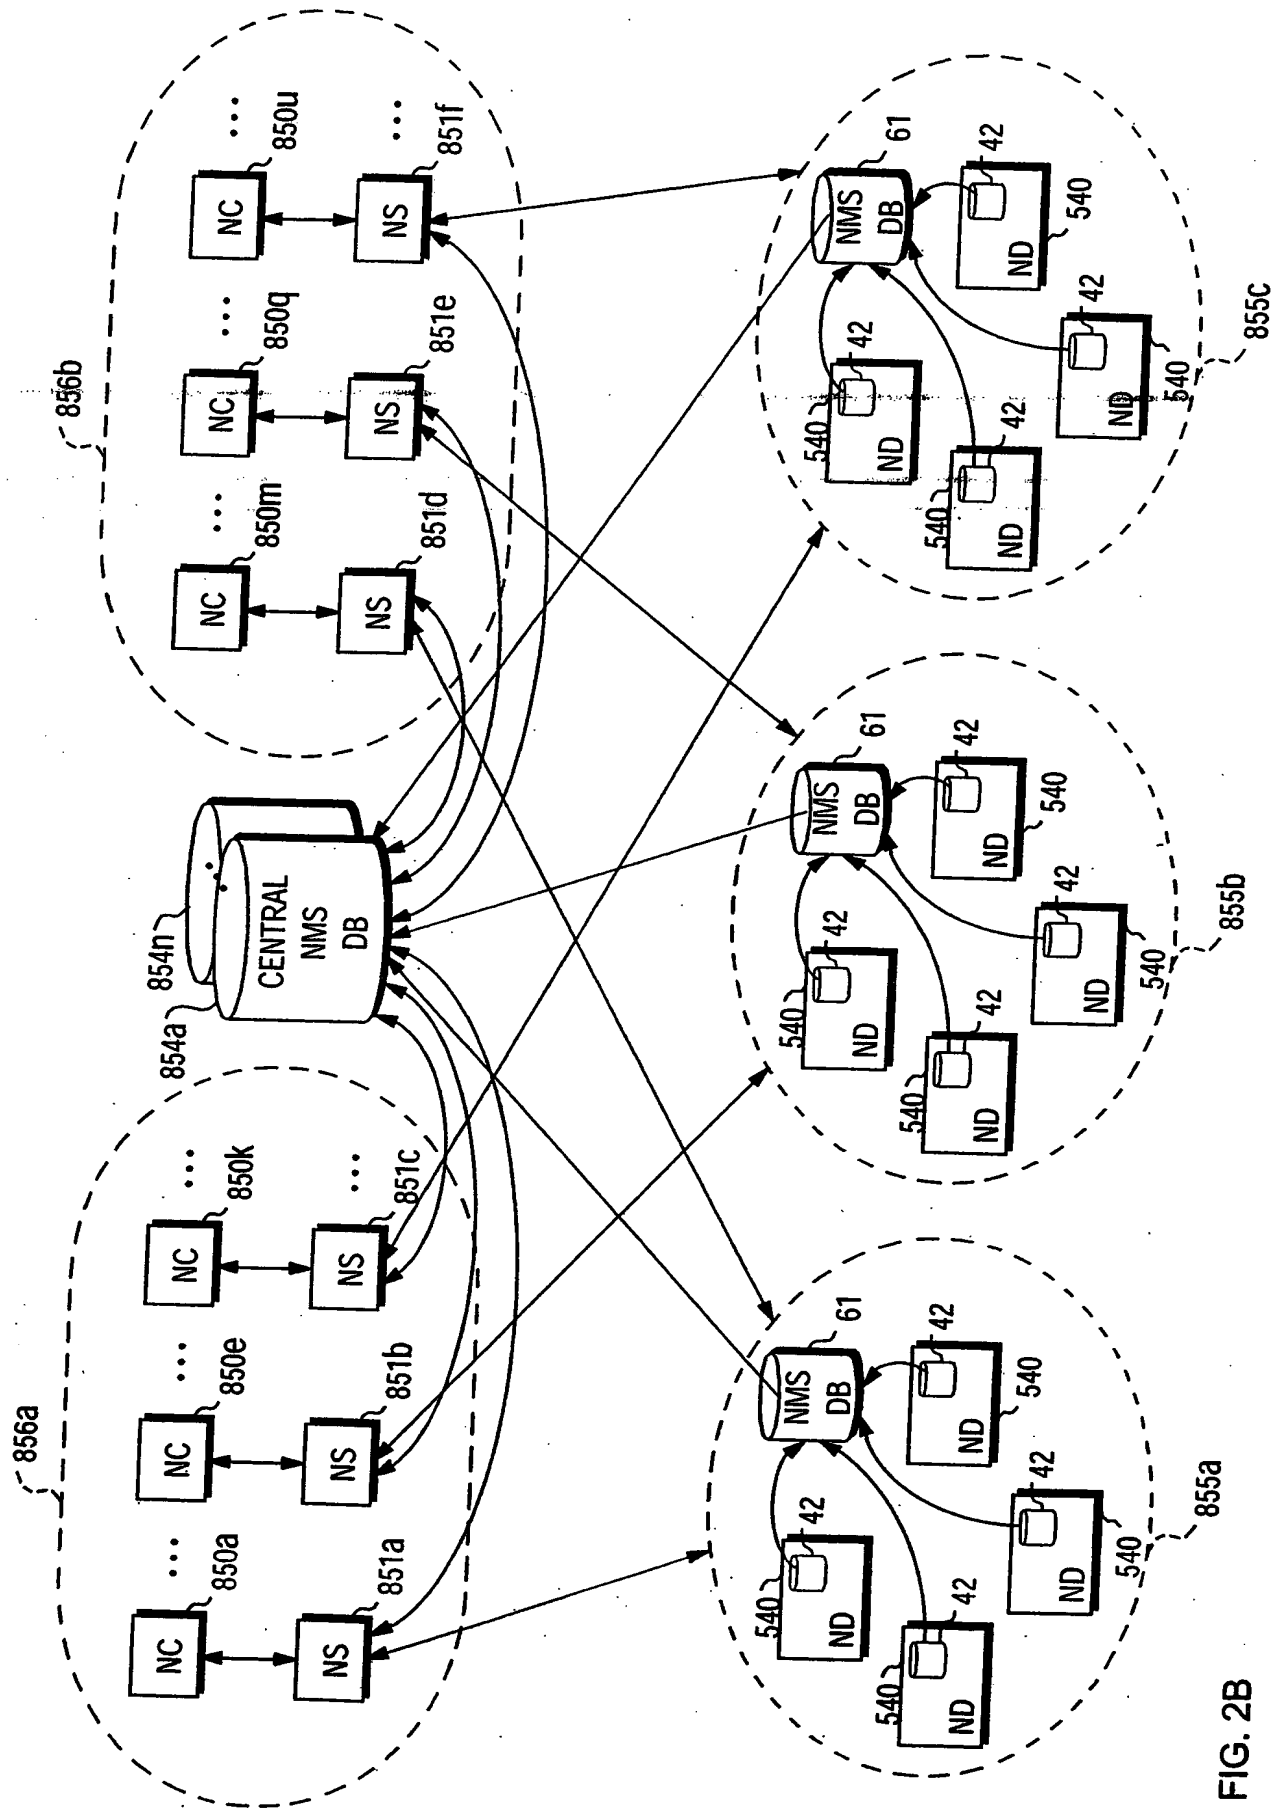 856a
856b
850a
...
850e
...
850k
...
850m
...
850q
...
850u
...
NC
NC
NC
NC
NC
NC
854n
854a
...
CENTRAL
NMS
DB
851a
851b
851c
...
851d
851e
851f
...
NS
NS
NS
NS
NS
NS
61
NMS
DB
540
42
ND
540
42
ND
42
540
ND
42
540
ND
855a
61
NMS
DB
540
42
ND
540
42
ND
42
540
ND
42
540
ND
855b
61
NMS
DB
540
42
ND
540
42
ND
42
540
ND
42
540
ND
855c
FIG. 2B